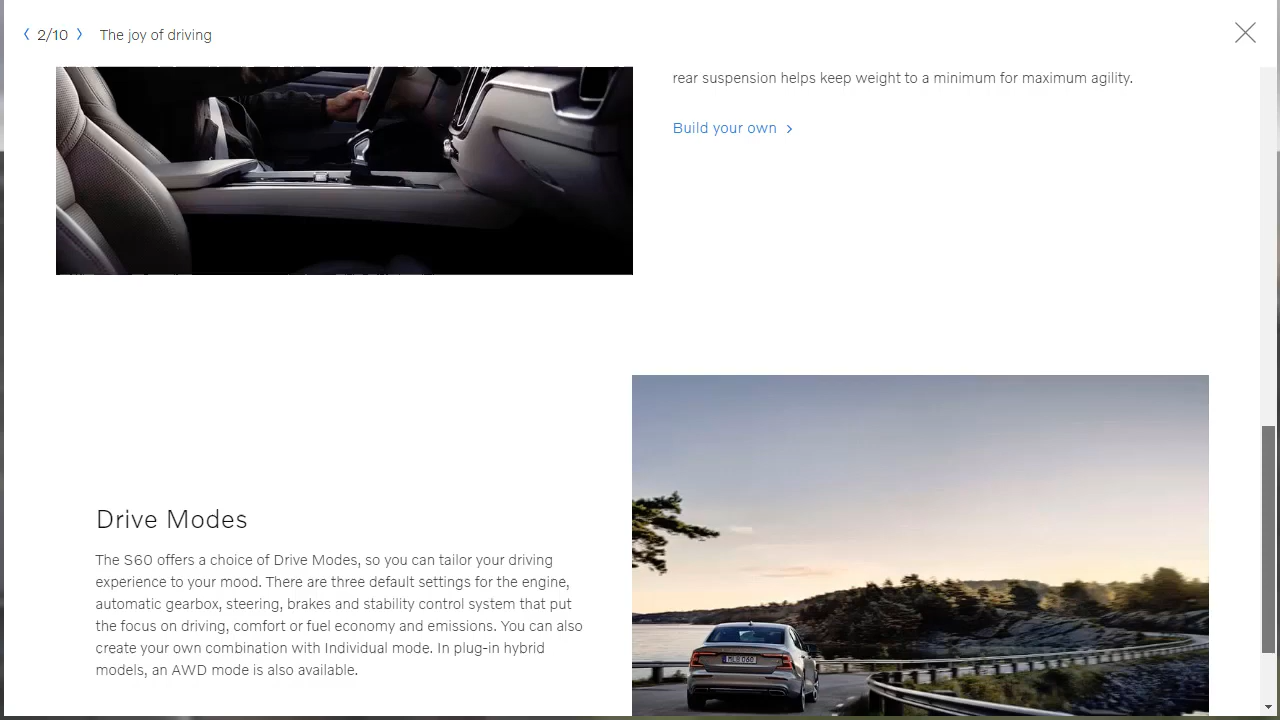 2/10 The joy of driving
rear suspension helps keep weight to a minimum for maximum agility.
Build your own
Drive Modes
The S60 offers a choice of Drive Modes, so you can tailor your driving
experience to your mood. There are three default settings for the engine,
automatic gearbox, steering, brakes and stability control system that put
the focus on driving, comfort or fuel economy and emissions. You can also
create your own combination with Individual mode. In plug-in hybrid
models, an AWD mode is also available.